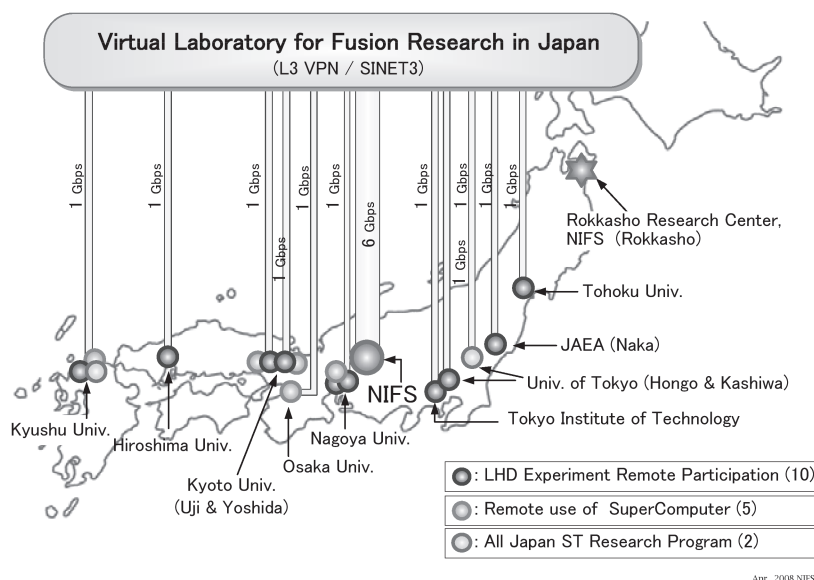 Virtual Laboratory for Fusion Research in Japan
(L3 VPN / SINET3)
1 Gbps
1 Gbps
1 Gbps
1 Gbps
1 Gbps
1 Gbps
6 Gbps
1 Gbps
1 Gbps
1 Gbps
1 Gbps
1 Gbps
Rokkasho Research Center,
NIFS (Rokkasho)
Tohoku Univ.
JAEA (Naka)
Univ. of Tokyo (Hongo & Kashiwa)
NIFS
Tokyo Institute of Technology
Kyushu Univ.
Hiroshima Univ.
Nagoya Univ.
Osaka Univ.
Kyoto Univ.
(Uji & Yoshida)
: LHD Experiment Remote Participation (10)
: Remote use of SuperComputer (5)
: All Japan ST Research Program (2)
Apr., 2008 NIFS